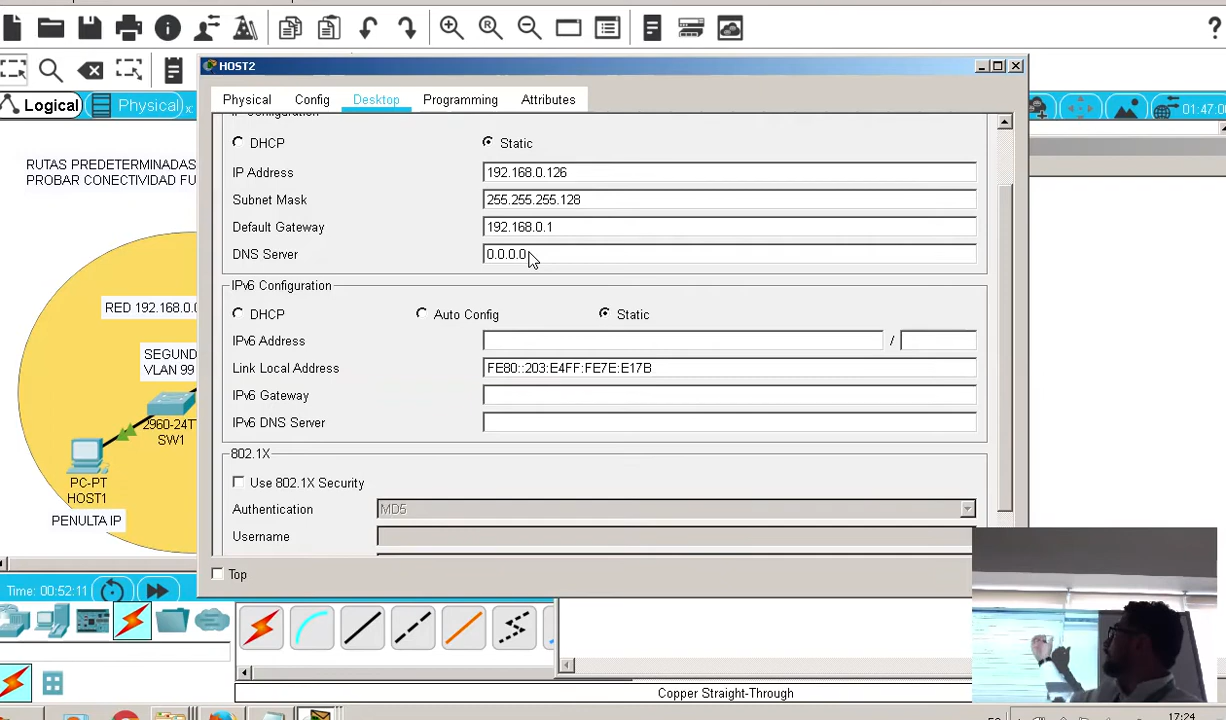 ?
HOST2
Logical
Physical
x:
01:47:0
Physical
Config
Desktop
Programming
Attributes
RUTAS PREDETERMINADAS
PROBAR CONECTIVIDAD FU
DHCP
Static
IP Address
192.168.0.126
Subnet Mask
255.255.255.128
Default Gateway
192.168.0.1
DNS Server
0.0.0.0
IPv6 Configuration
DHCP
Auto Config
Static
IPv6 Address
/
Link Local Address
FE80::203:E4FF:FE7E:E17B
IPv6 Gateway
IPv6 DNS Server
802.1X
Use 802.1X Security
Authentication
MD5
Username
Top
RED 192.168.0.0
SEGUND
VLAN 99
2960-24T
SW1
PC-PT
HOST1
PENULTA IP
Time: 00:52:11
Copper Straight-Through
17:24